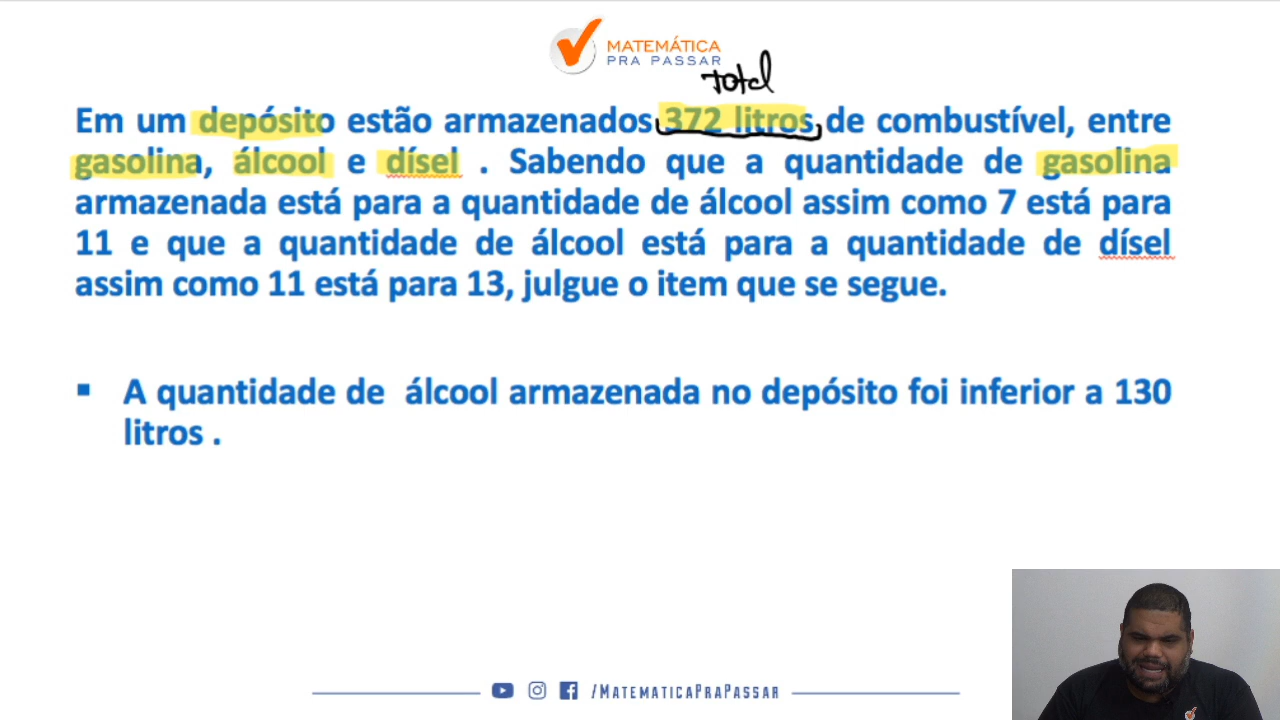 MATEMÁTICA
PRA PASSAR
Total
Em um depósito estão armazenados 372 litros de combustível, entre
gasolina, álcool e dísel . Sabendo que a quantidade de gasolina
armazenada está para a quantidade de álcool assim como 7 está para
11 e que a quantidade de álcool está para a quantidade de dísel
assim como 11 está para 13, julgue o item que se segue.
▪ A quantidade de álcool armazenada no depósito foi inferior a 130
litros .
/MATEMATICAPRAPASSAR